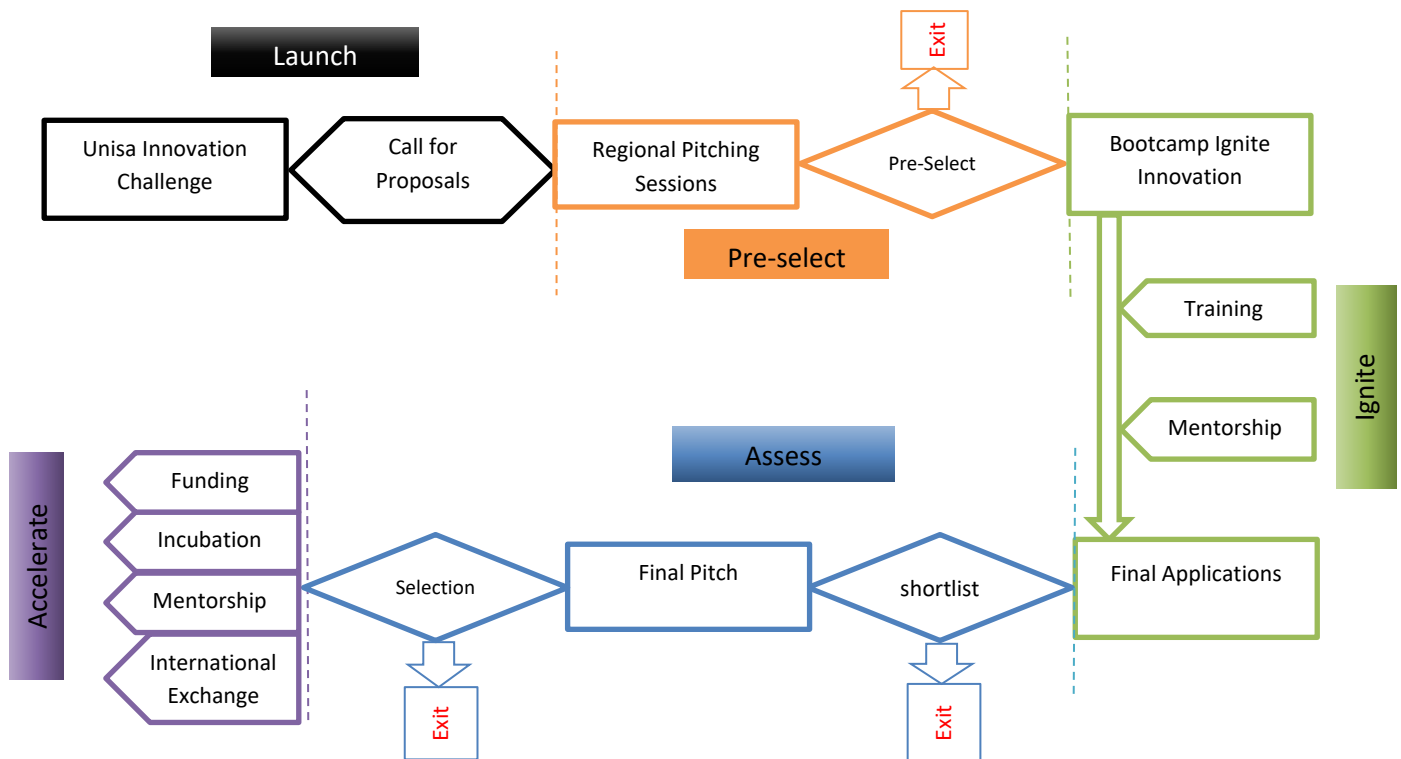 Launch
Exit
Unisa Innovation
Challenge
Call for
Proposals
Regional Pitching
Sessions
Pre-Select
Bootcamp Ignite
Innovation
Pre-select
Training
Mentorship
Ignite
Assess
Accelerate
Funding
Incubation
Mentorship
International
Exchange
Selection
Final Pitch
shortlist
Final Applications
Exit
Exit